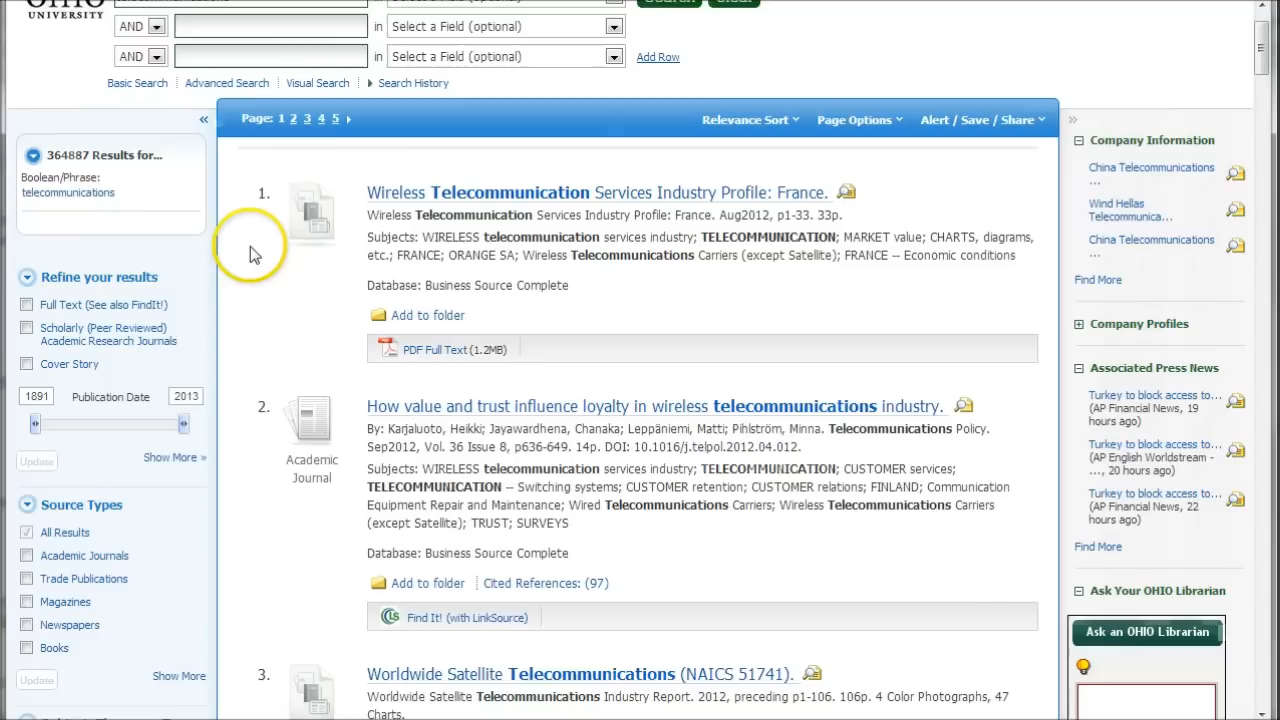 OHIO
UNIVERSITY
AND in Select a Field (optional)
AND in Select a Field (optional) Add Row
Basic Search Advanced Search Visual Search Search History
«
364887 Results for...
Boolean/Phrase:
telecommunications
Refine your results
Full Text (See also FindIt!)
Scholarly (Peer Reviewed)
Academic Research Journals
Cover Story
1891 Publication Date 2013
Update
Show More »
Source Types
All Results
Academic Journals
Trade Publications
Magazines
Newspapers
Books
Update
Show More
Page: 1 2 3 4 5
Relevance Sort Page Options Alert / Save / Share
1. Wireless Telecommunication Services Industry Profile: France.
Wireless Telecommunication Services Industry Profile: France. Aug2012, p1-33. 33p.
Subjects: WIRELESS telecommunication services industry; TELECOMMUNICATION; MARKET value; CHARTS, diagrams,
etc.; FRANCE; ORANGE SA; Wireless Telecommunications Carriers (except Satellite); FRANCE -- Economic conditions
Database: Business Source Complete
Add to folder
PDF Full Text (1.2MB)
2. How value and trust influence loyalty in wireless telecommunications industry.
Academic
Journal
By: Karjaluoto, Heikki; Jayawardhena, Chanaka; Leppäniemi, Matti; Pihlström, Minna. Telecommunications Policy.
Sep2012, Vol. 36 Issue 8, p636-649. 14p. DOI: 10.1016/j.telpol.2012.04.012.
Subjects: WIRELESS telecommunication services industry; TELECOMMUNICATION; CUSTOMER services;
TELECOMMUNICATION -- Switching systems; CUSTOMER retention; CUSTOMER relations; FINLAND; Communication
Equipment Repair and Maintenance; Wired Telecommunications Carriers; Wireless Telecommunications Carriers
(except Satellite); TRUST; SURVEYS
Database: Business Source Complete
Add to folder Cited References: (97)
Find It! (with LinkSource)
3. Worldwide Satellite Telecommunications (NAICS 51741).
Worldwide Satellite Telecommunications Industry Report. 2012, preceding p1-106. 106p. 4 Color Photographs, 47
Charts.
»
Company Information
China Telecommunications
...
Wind Hellas
Telecommunica...
China Telecommunications
...
Find More
Company Profiles
Associated Press News
Turkey to block access to...
(AP Financial News, 19
hours ago)
Turkey to block access to...
(AP English Worldstream -
..., 20 hours ago)
Turkey to block access to...
(AP Financial News, 22
hours ago)
Find More
Ask Your OHIO Librarian
Ask an OHIO Librarian